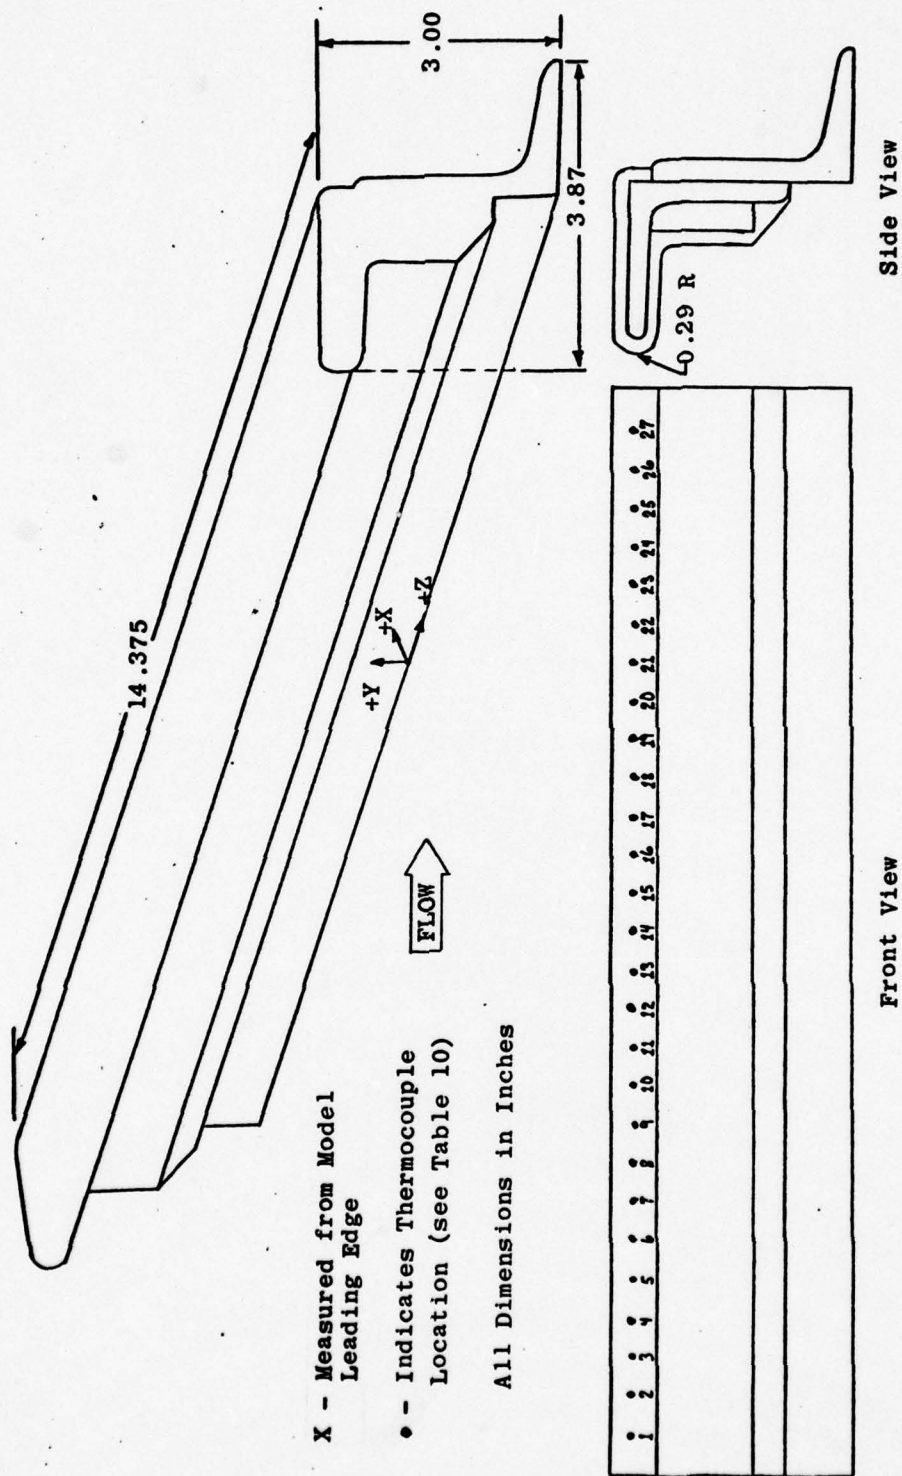 14.375
3.00
3.87
+Y
+X
+Z
FLOW
X - Measured from Model
Leading Edge
• - Indicates Thermocouple
Location (see Table 10)
All Dimensions in Inches
0.29 R
1 2 3 4 5 6 7 8 9 10 11 12 13 14 15 16 17 18 19 20 21 22 23 24 25 26 27
Front View
Side View